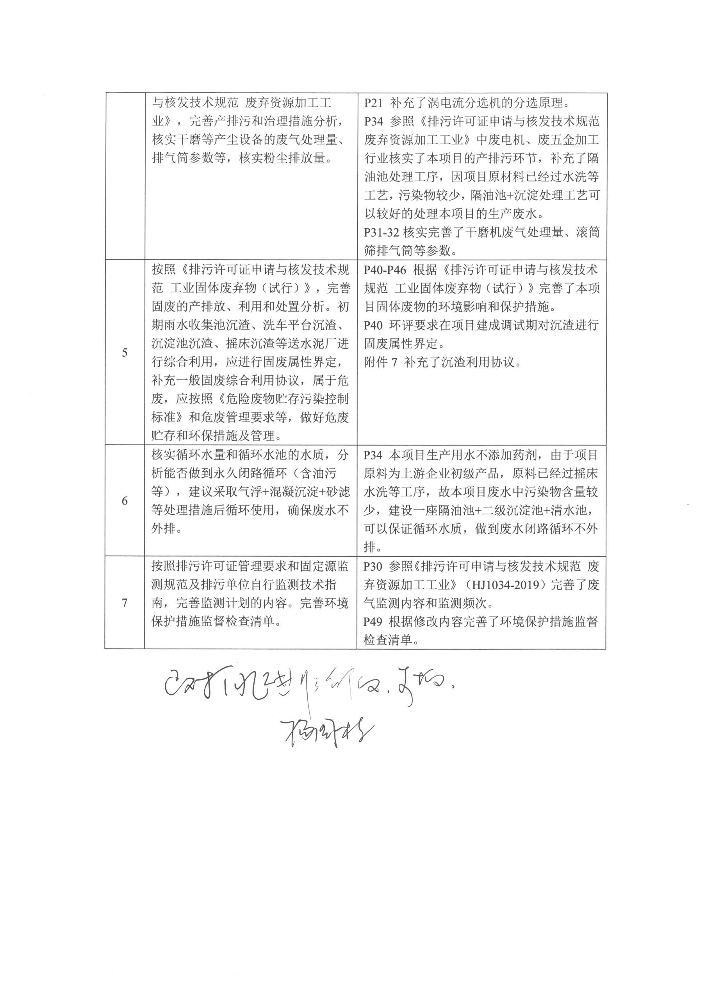 与核发技术规范 废弃资源加工工
业》，完善产排污和治理措施分析，
核实干磨等产尘设备的废气处理量、
排气筒参数等，核实粉尘排放量。
P21 补充了涡电流分选机的分选原理。
P34 参照《排污许可证申请与核发技术规范
废弃资源加工工业》中废电机、废五金加工
行业核实了本项目的产排污环节，补充了隔
油池处理工序，因项目原材料已经过水洗等
工艺，污染物较少，隔油池+沉淀处理工艺可
以较好的处理本项目的生产废水。
P31-32 核实完善了干磨机废气处理量、滚筒
筛排气筒等参数。
5
按照《排污许可证申请与核发技术规
范 工业固体废弃物（试行）》，完善
固废的产排放、利用和处置分析。初
期雨水收集池沉渣、洗车平台沉渣、
沉淀池沉渣、摇床沉渣等送水泥厂进
行综合利用，应进行固废属性界定，
补充一般固废综合利用协议，属于危
废，应按照《危险废物贮存污染控制
标准》和危废管理要求等，做好危废
贮存和环保措施及管理。
P40-P46 根据《排污许可证申请与核发技术
规范 工业固体废弃物（试行）》完善了本项
目固体废物的环境影响和保护措施。
P40 环评要求在项目建成调试期对沉渣进行
固废属性界定。
附件 7 补充了沉渣利用协议。
6
核实循环水量和循环水池的水质，分
析能否做到永久闭路循环（含油污
等），建议采取气浮+混凝沉淀+砂滤
等处理措施后循环使用，确保废水不
外排。
P34 本项目生产用水不添加药剂，由于项目
原料为上游企业初级产品，原料已经过摇床
水洗等工序，故本项目废水中污染物含量较
少，建设一座隔油池+二级沉淀池+清水池，
可以保证循环水质，做到废水闭路循环不外
排。
7
按照排污许可证管理要求和固定源监
测规范及排污单位自行监测技术指
南，完善监测计划的内容。完善环境
保护措施监督检查清单。
P30 参照《排污许可申请与核发技术规范 废
弃资源加工工业》（HJ1034-2019）完善了废
气监测内容和监测频次。
P49 根据修改内容完善了环境保护措施监督
检查清单。